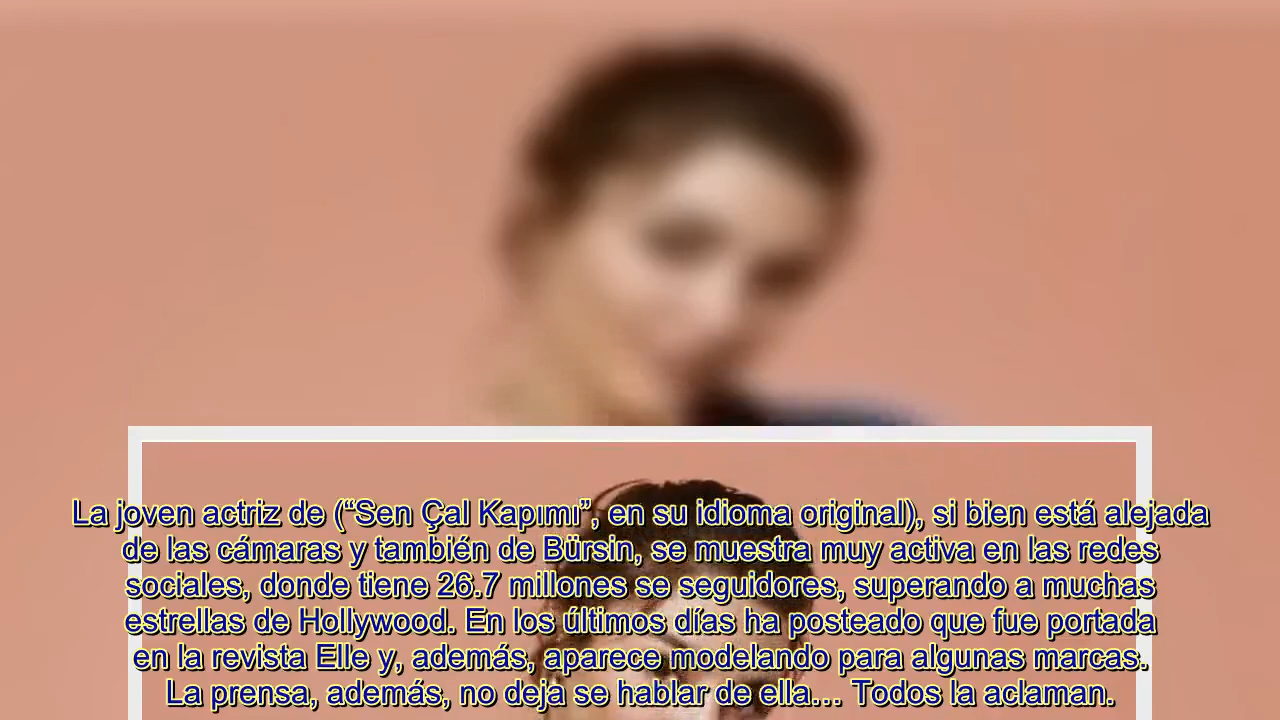 La joven actriz de (“Sen Çal Kapımı”, en su idioma original), si bien está alejada
de las cámaras y también de Bürsin, se muestra muy activa en las redes
sociales, donde tiene 26.7 millones se seguidores, superando a muchas
estrellas de Hollywood. En los últimos días ha posteado que fue portada
en la revista Elle y, además, aparece modelando para algunas marcas.
La prensa, además, no deja se hablar de ella… Todos la aclaman.